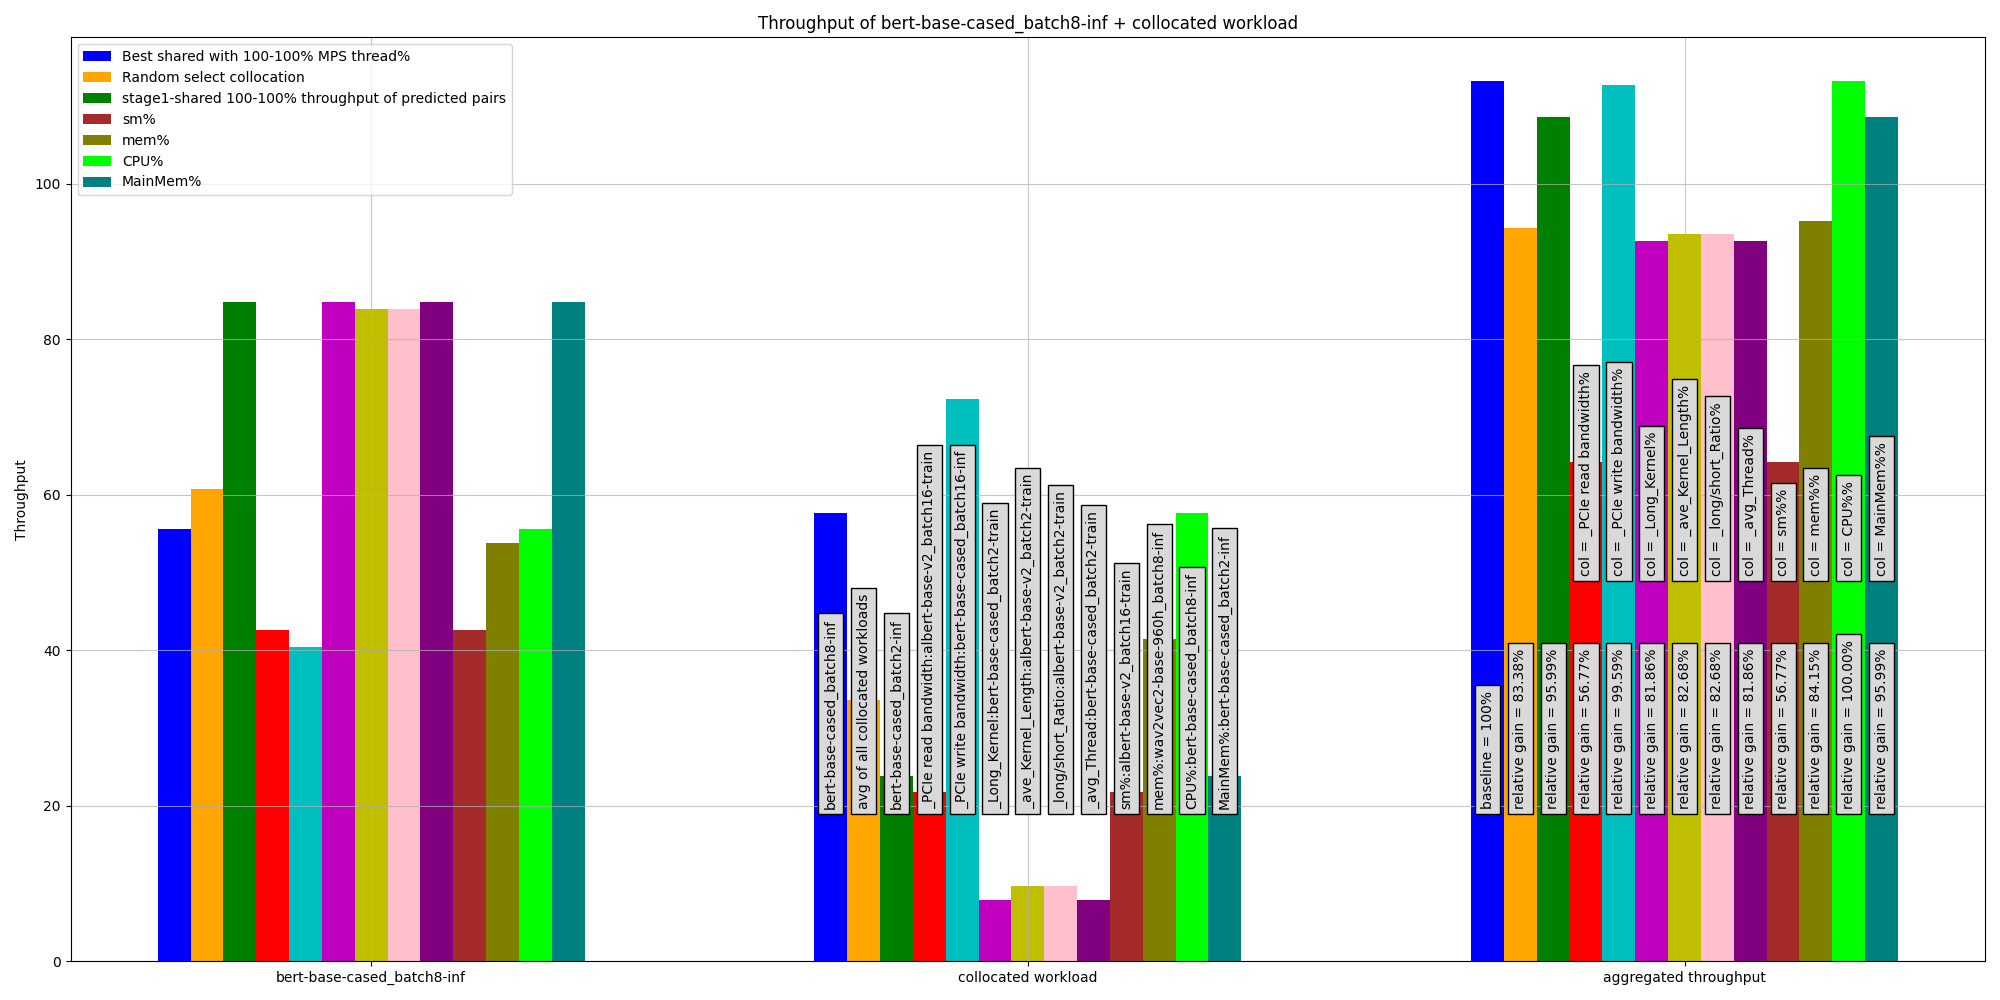 Throughput of bert-base-cased_batch8-inf + collocated workload
Best shared with 100-100% MPS thread%
Random select collocation
stage1-shared 100-100% throughput of predicted pairs
sm%
mem%
CPU%
MainMem%
Throughput
100
80
60
40
20
0
bert-base-cased_batch8-inf
avg of all collocated workloads
bert-base-cased_batch2-inf
_PCIe read bandwidth:albert-base-v2_batch16-train
_PCIe write bandwidth:bert-base-cased_batch16-inf
_Long_Kernel:bert-base-cased_batch2-train
_ave_Kernel_Length:albert-base-v2_batch2-train
_long/short_Ratio:albert-base-v2_batch2-train
_avg_Thread:bert-base-cased_batch2-train
sm%:albert-base-v2_batch16-train
mem%:wav2vec2-base-960h_batch8-inf
CPU%:bert-base-cased_batch8-inf
MainMem%:bert-base-cased_batch2-inf
col = _PCIe read bandwidth%
col = _PCIe write bandwidth%
col = _Long_Kernel%
col = _ave_Kernel_Length%
col = _long/short_Ratio%
col = _avg_Thread%
col = sm%%
col = mem%%
col = CPU%%
col = MainMem%%
baseline = 100%
relative gain = 83.38%
relative gain = 95.99%
relative gain = 56.77%
relative gain = 99.59%
relative gain = 81.86%
relative gain = 82.68%
relative gain = 82.68%
relative gain = 81.86%
relative gain = 56.77%
relative gain = 84.15%
relative gain = 100.00%
relative gain = 95.99%
bert-base-cased_batch8-inf
collocated workload
aggregated throughput